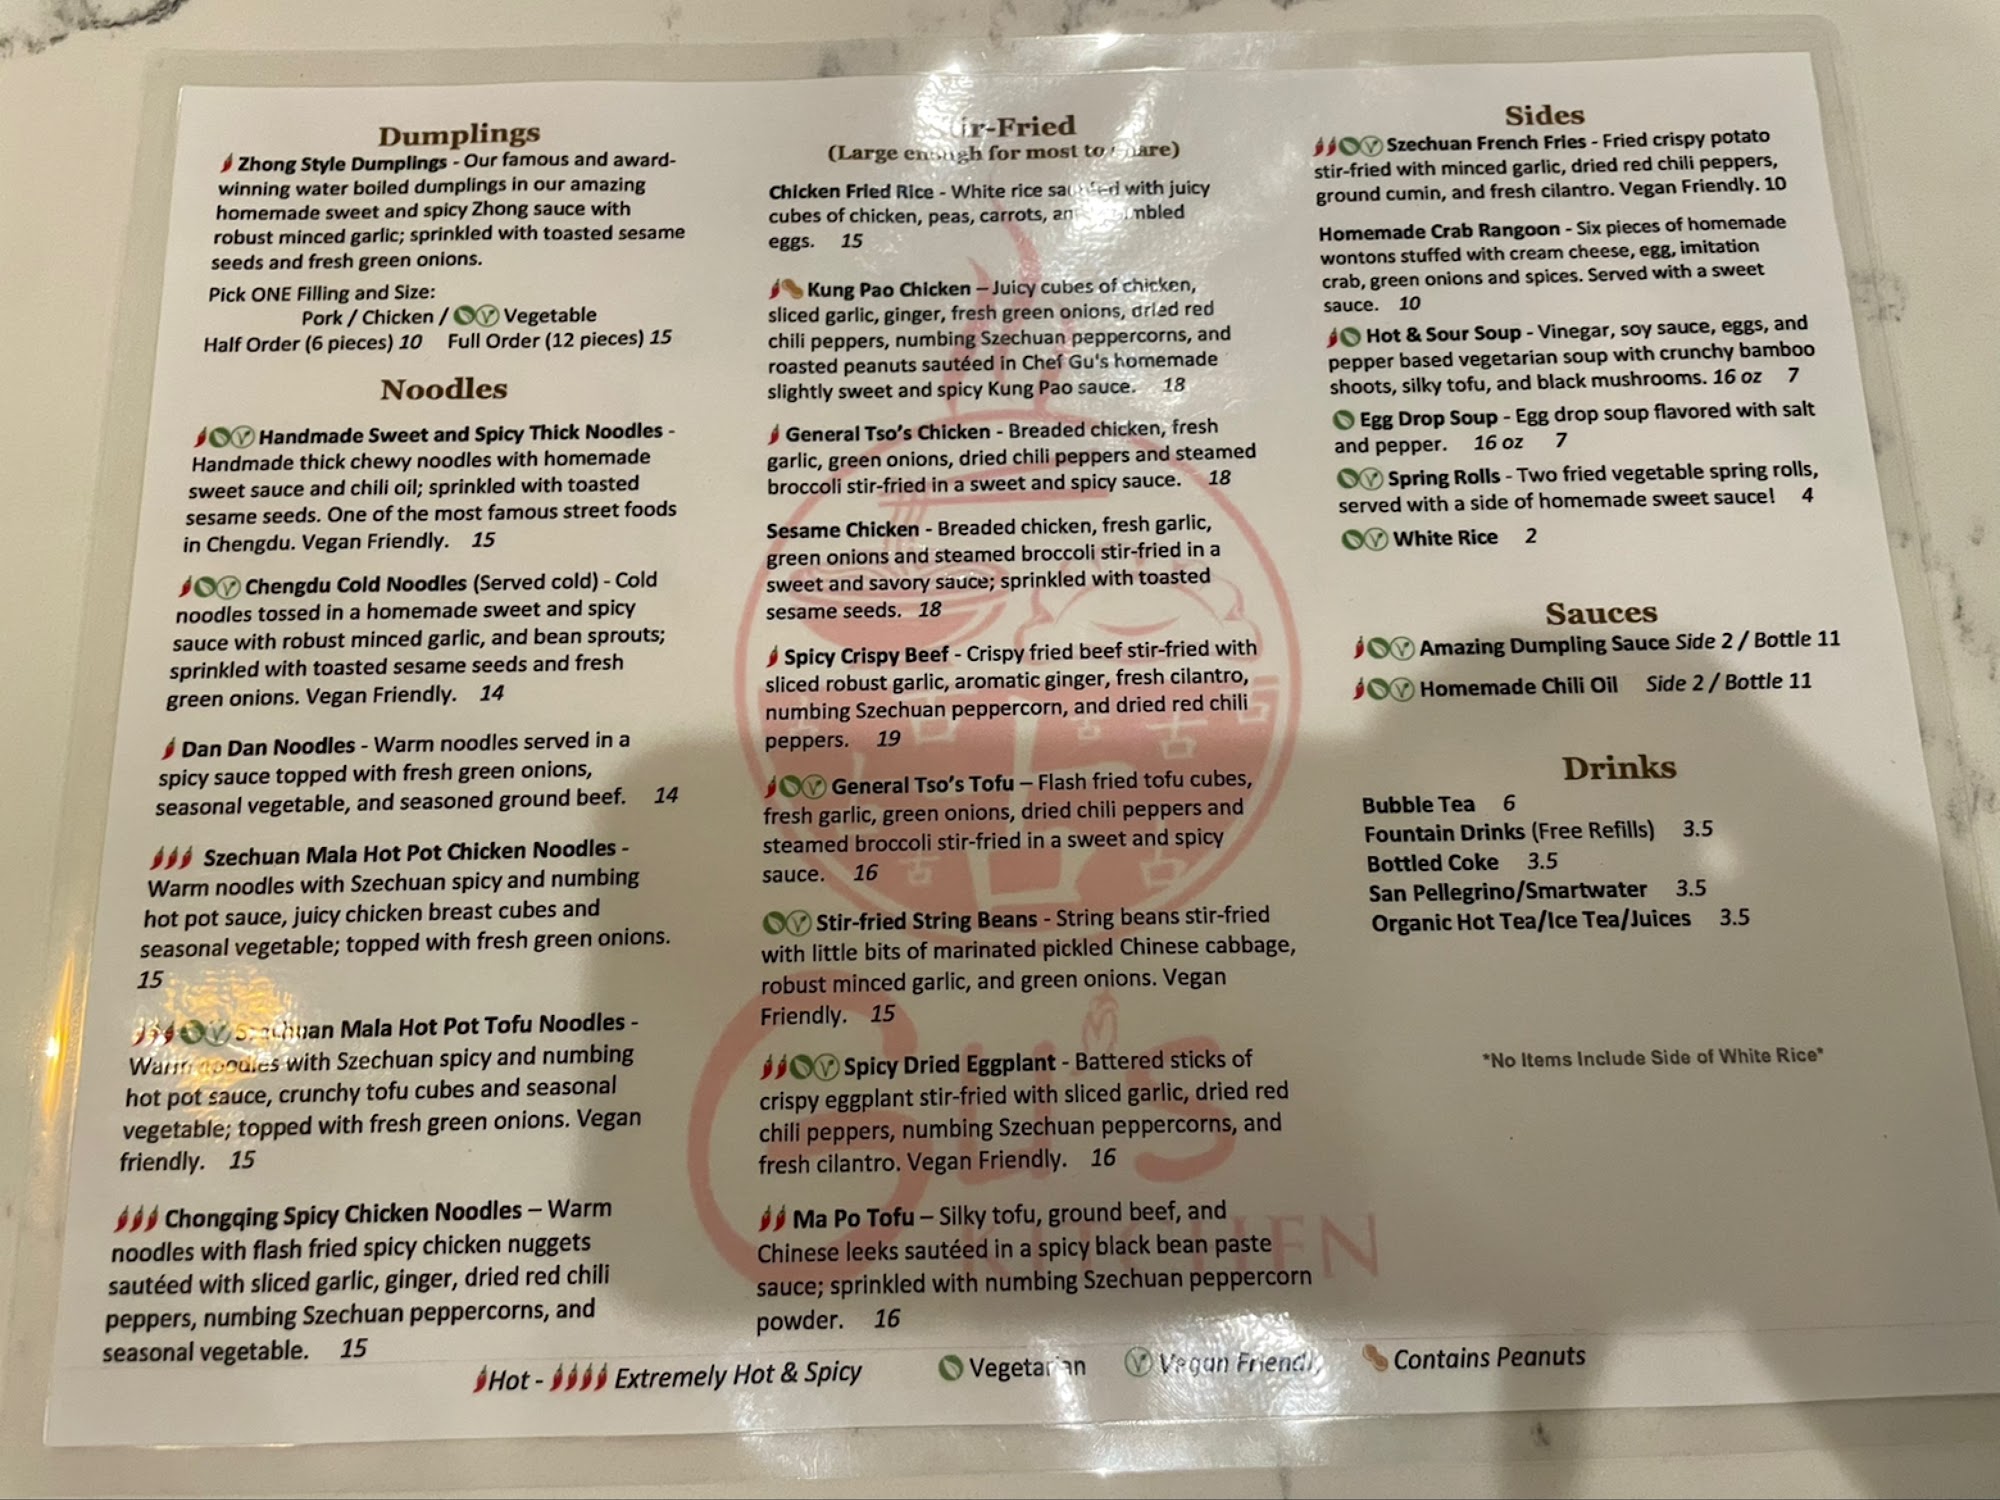 Dumplings
Zhong Style Dumplings - Our famous and award-
winning water boiled dumplings in our amazing
homemade sweet and spicy Zhong sauce with
robust minced garlic; sprinkled with toasted sesame
seeds and fresh green onions.
Pick ONE Filling and Size:
Pork / Chicken / Vegetable
Half Order (6 pieces) 10 Full Order (12 pieces) 15
Noodles
Handmade Sweet and Spicy Thick Noodles -
Handmade thick chewy noodles with homemade
sweet sauce and chili oil; sprinkled with toasted
sesame seeds. One of the most famous street foods
in Chengdu. Vegan Friendly. 15
Chengdu Cold Noodles (Served cold) - Cold
noodles tossed in a homemade sweet and spicy
sauce with robust minced garlic, and bean sprouts;
sprinkled with toasted sesame seeds and fresh
green onions. Vegan Friendly. 14
Dan Dan Noodles - Warm noodles served in a
spicy sauce topped with fresh green onions,
seasonal vegetable, and seasoned ground beef. 14
Szechuan Mala Hot Pot Chicken Noodles -
Warm noodles with Szechuan spicy and numbing
hot pot sauce, juicy chicken breast cubes and
seasonal vegetable; topped with fresh green onions.
15
Szechuan Mala Hot Pot Tofu Noodles -
Warm noodles with Szechuan spicy and numbing
hot pot sauce, crunchy tofu cubes and seasonal
vegetable; topped with fresh green onions. Vegan
friendly. 15
Chongqing Spicy Chicken Noodles – Warm
noodles with flash fried spicy chicken nuggets
sautéed with sliced garlic, ginger, dried red chili
peppers, numbing Szechuan peppercorns, and
seasonal vegetable. 15
Stir-Fried
(Large enough for most to share)
Chicken Fried Rice - White rice sautéed with juicy
cubes of chicken, peas, carrots, and scrambled
eggs. 15
Kung Pao Chicken – Juicy cubes of chicken,
sliced garlic, ginger, fresh green onions, dried red
chili peppers, numbing Szechuan peppercorns, and
roasted peanuts sautéed in Chef Gu's homemade
slightly sweet and spicy Kung Pao sauce. 18
General Tso's Chicken - Breaded chicken, fresh
garlic, green onions, dried chili peppers and steamed
broccoli stir-fried in a sweet and spicy sauce. 18
Sesame Chicken - Breaded chicken, fresh garlic,
green onions and steamed broccoli stir-fried in a
sweet and savory sauce; sprinkled with toasted
sesame seeds. 18
Spicy Crispy Beef - Crispy fried beef stir-fried with
sliced robust garlic, aromatic ginger, fresh cilantro,
numbing Szechuan peppercorn, and dried red chili
peppers. 19
General Tso's Tofu – Flash fried tofu cubes,
fresh garlic, green onions, dried chili peppers and
steamed broccoli stir-fried in a sweet and spicy
sauce. 16
Stir-fried String Beans - String beans stir-fried
with little bits of marinated pickled Chinese cabbage,
robust minced garlic, and green onions. Vegan
Friendly. 15
Spicy Dried Eggplant - Battered sticks of
crispy eggplant stir-fried with sliced garlic, dried red
chili peppers, numbing Szechuan peppercorns, and
fresh cilantro. Vegan Friendly. 16
Ma Po Tofu – Silky tofu, ground beef, and
Chinese leeks sautéed in a spicy black bean paste
sauce; sprinkled with numbing Szechuan peppercorn
powder. 16
Gu's
KITCHEN
Sides
Szechuan French Fries - Fried crispy potato
stir-fried with minced garlic, dried red chili peppers,
ground cumin, and fresh cilantro. Vegan Friendly. 10
Homemade Crab Rangoon - Six pieces of homemade
wontons stuffed with cream cheese, egg, imitation
crab, green onions and spices. Served with a sweet
sauce. 10
Hot & Sour Soup - Vinegar, soy sauce, eggs, and
pepper based vegetarian soup with crunchy bamboo
shoots, silky tofu, and black mushrooms. 16 oz 7
Egg Drop Soup - Egg drop soup flavored with salt
and pepper. 16 oz 7
Spring Rolls - Two fried vegetable spring rolls,
served with a side of homemade sweet sauce! 4
White Rice 2
Sauces
Amazing Dumpling Sauce Side 2 / Bottle 11
Homemade Chili Oil Side 2 / Bottle 11
Drinks
Bubble Tea 6
Fountain Drinks (Free Refills) 3.5
Bottled Coke 3.5
San Pellegrino/Smartwater 3.5
Organic Hot Tea/Ice Tea/Juices 3.5
*No Items Include Side of White Rice*
Hot - Extremely Hot & Spicy Vegetarian Vegan Friendly Contains Peanuts